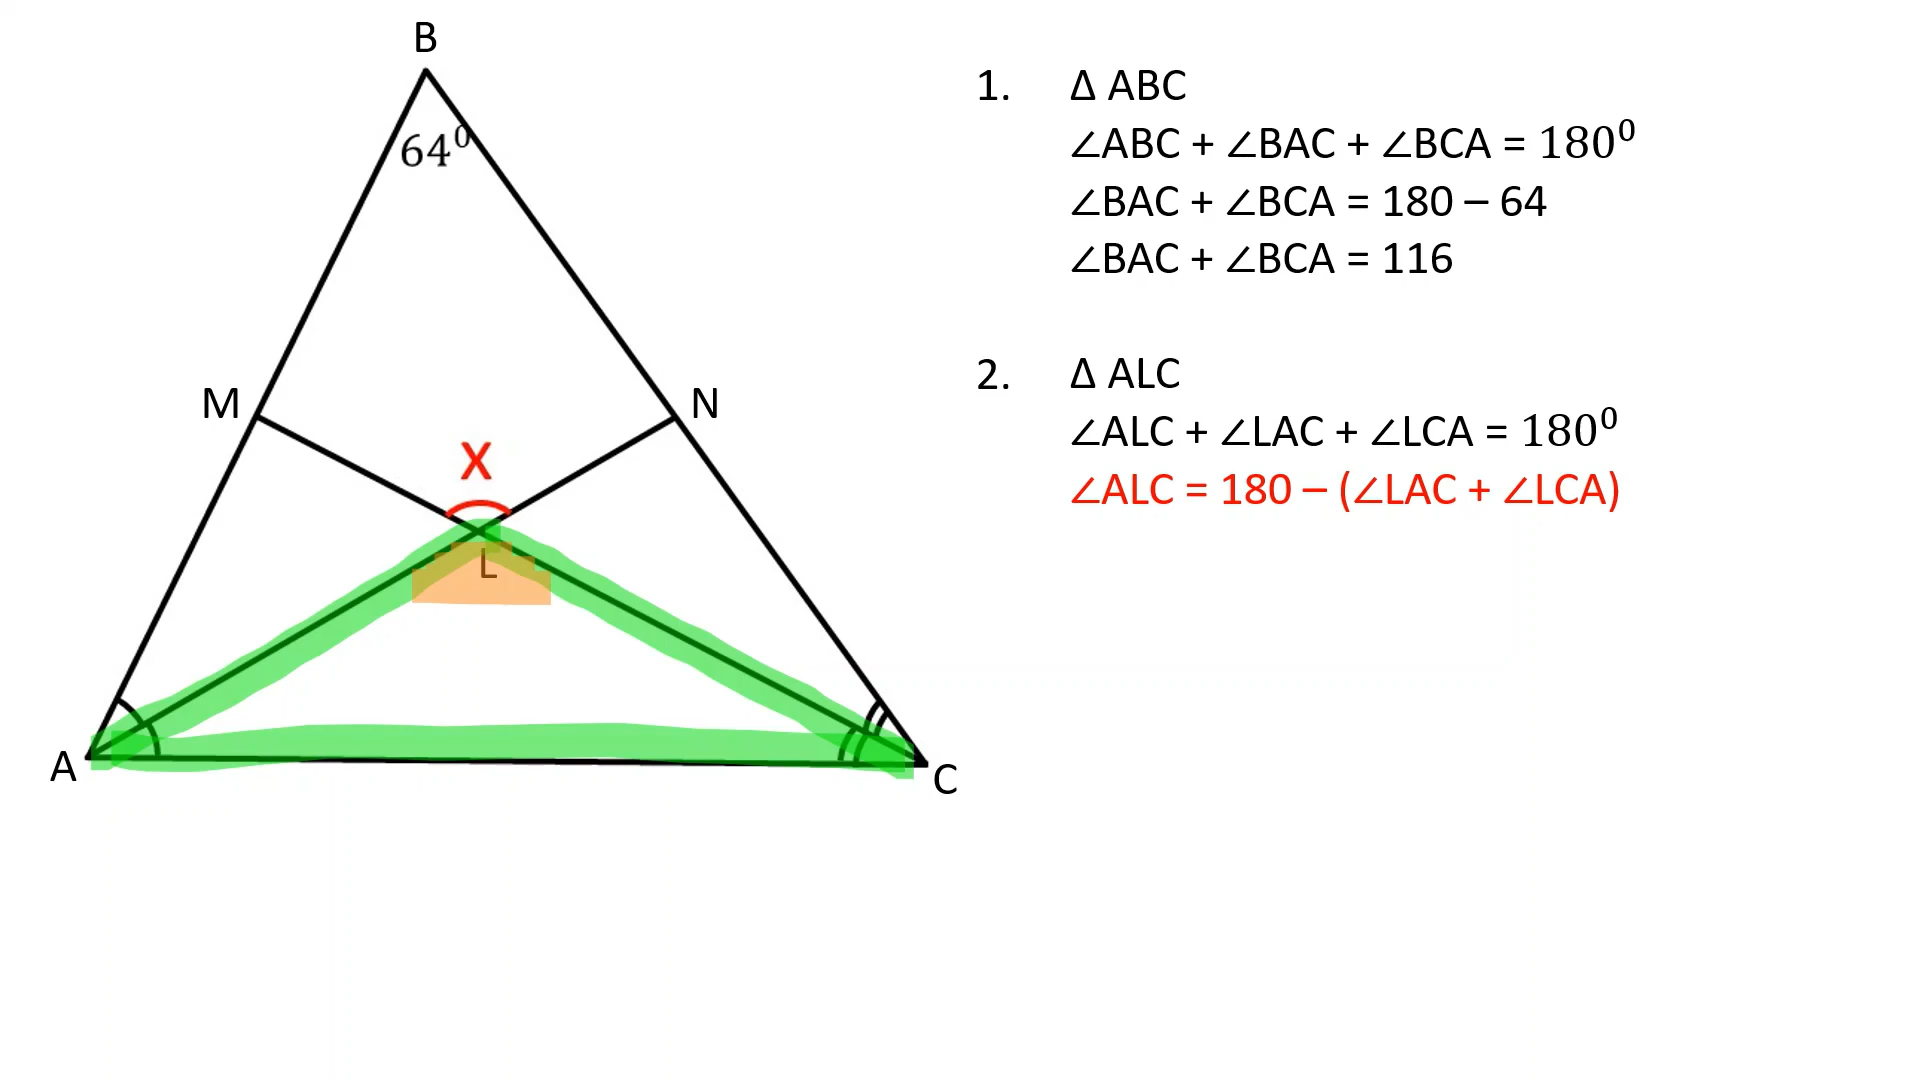 B
64⁰
M
N
X
L
A
C
1. Δ ABC
∠ABC + ∠BAC + ∠BCA = 180⁰
∠BAC + ∠BCA = 180 – 64
∠BAC + ∠BCA = 116
2. Δ ALC
∠ALC + ∠LAC + ∠LCA = 180⁰
∠ALC = 180 – (∠LAC + ∠LCA)